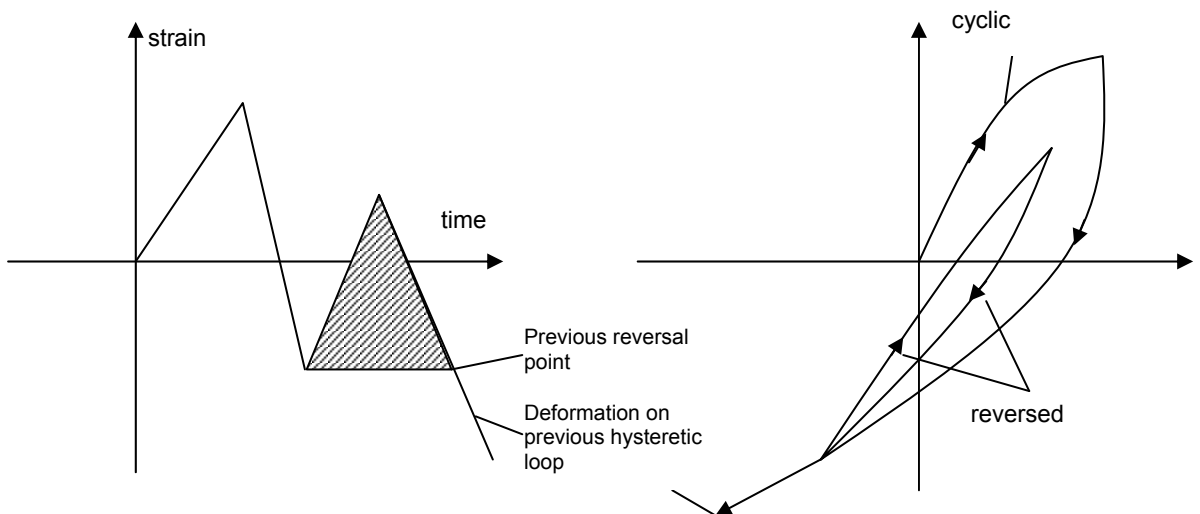 strain
time
Previous reversal
point
Deformation on
previous hysteretic
loop
cyclic
reversed